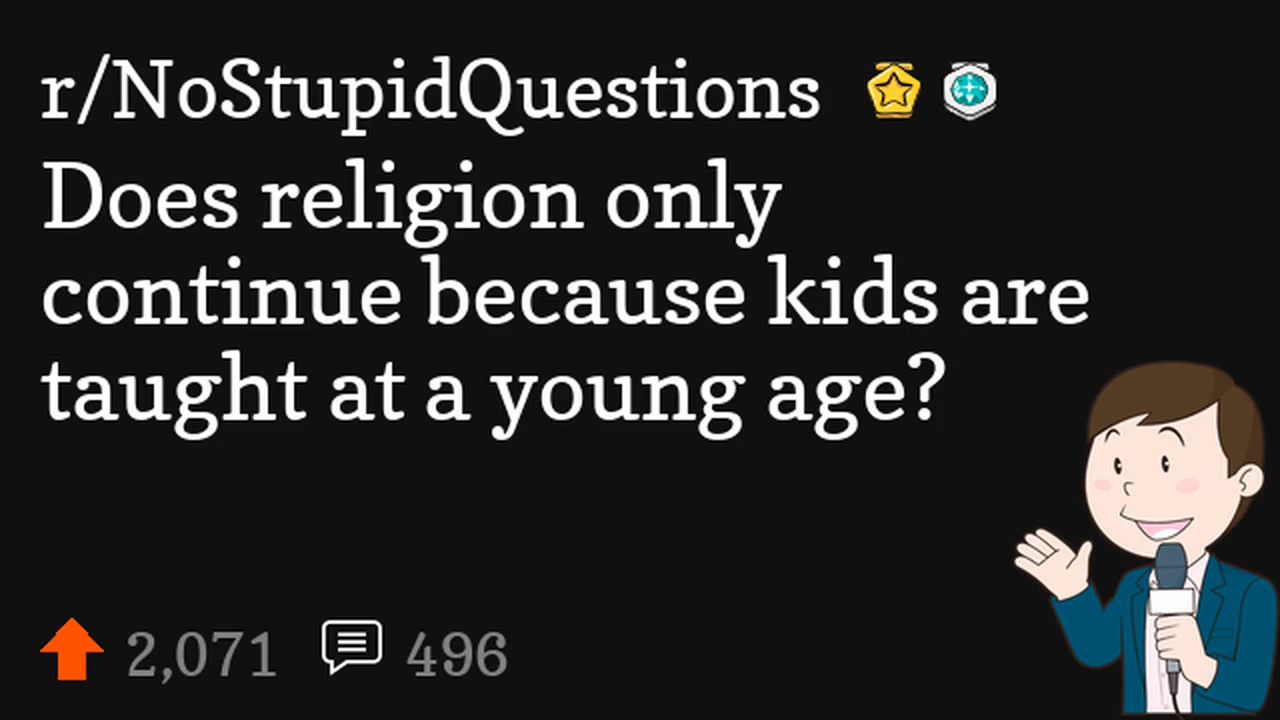 r/NoStupidQuestions
Does religion only
continue because kids are
taught at a young age?
2,071 496